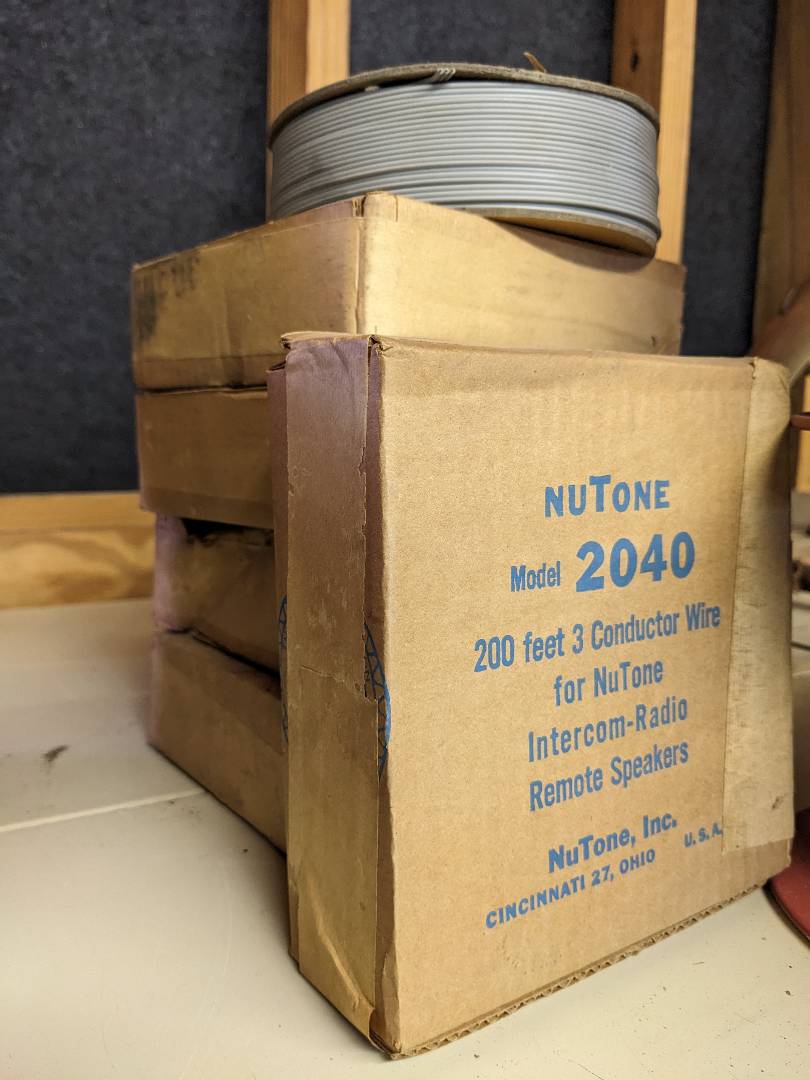 NUTONE
Model 2040
200 feet 3 Conductor Wire
for NuTone
Intercom-Radio
Remote Speakers
NuTone, Inc.
CINCINNATI 27, OHIO U.S.A.